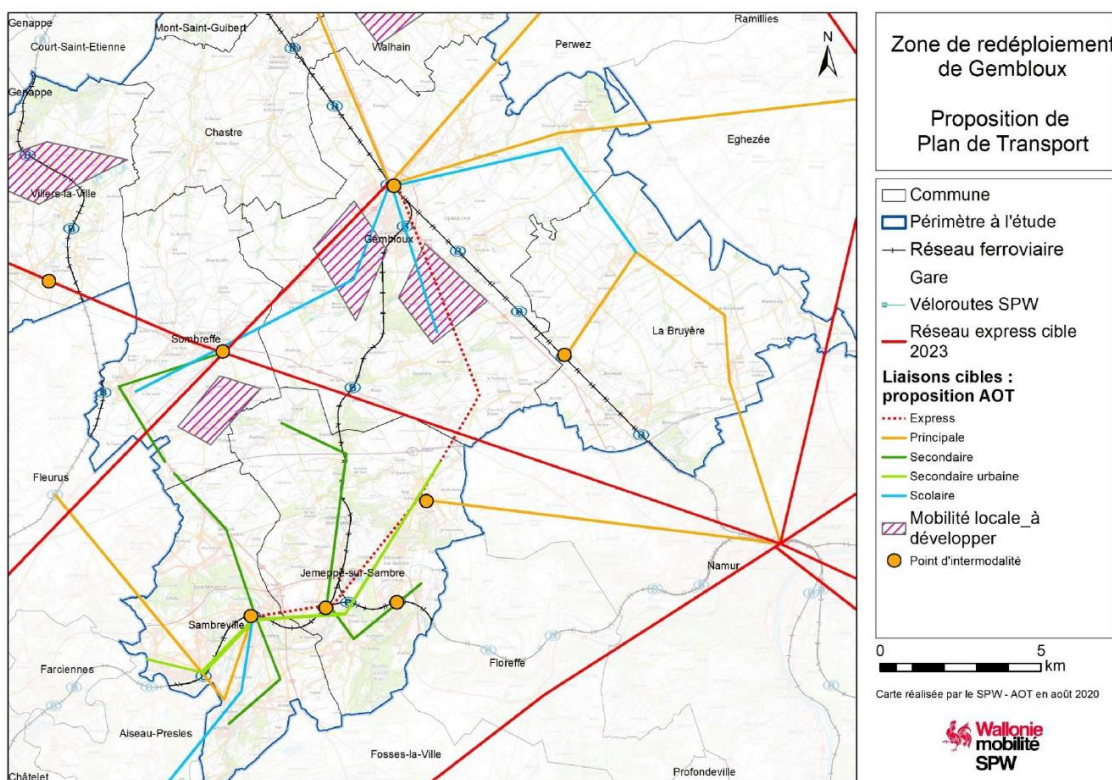 Genappe
Mont-Saint-Guibert
Ramillies
Court-Saint-Etienne
Walhain
Perwez
N
Genappe
Chastre
Eghezée
Villers-la-Ville
Gembloux
La Bruyère
Sombreffe
Fleurus
Jemeppe-sur-Sambre
Namur
Sambreville
Farciennes
Floreffe
Aiseau-Presles
Fosses-la-Ville
Châtelet
Profondeville
Zone de redéploiement
de Gembloux
Proposition de
Plan de Transport
Commune
Périmètre à l'étude
Réseau ferroviaire
Gare
Véloroutes SPW
Réseau express cible
2023
Liaisons cibles :
proposition AOT
Express
Principale
Secondaire
Secondaire urbaine
Scolaire
Mobilité locale_à
développer
Point d'intermodalité
0 5
km
Carte réalisée par le SPW - AOT en août 2020
Wallonie
mobilité
SPW